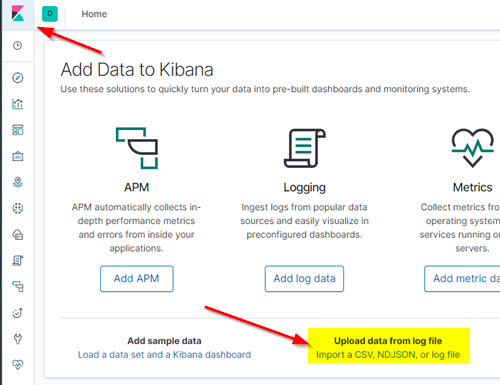 D
Home
Add Data to Kibana
Use these solutions to quickly turn your data into pre-built dashboards and monitoring systems.
APM
APM automatically collects in-
depth performance metrics
and errors from inside your
applications.
Add APM
Logging
Ingest logs from popular data
sources and easily visualize in
preconfigured dashboards.
Add log data
Metrics
Collect metrics fro
operating system
services running o
servers.
Add metric da
Add sample data
Load a data set and a Kibana dashboard
Upload data from log file
Import a CSV, NDJSON, or log file